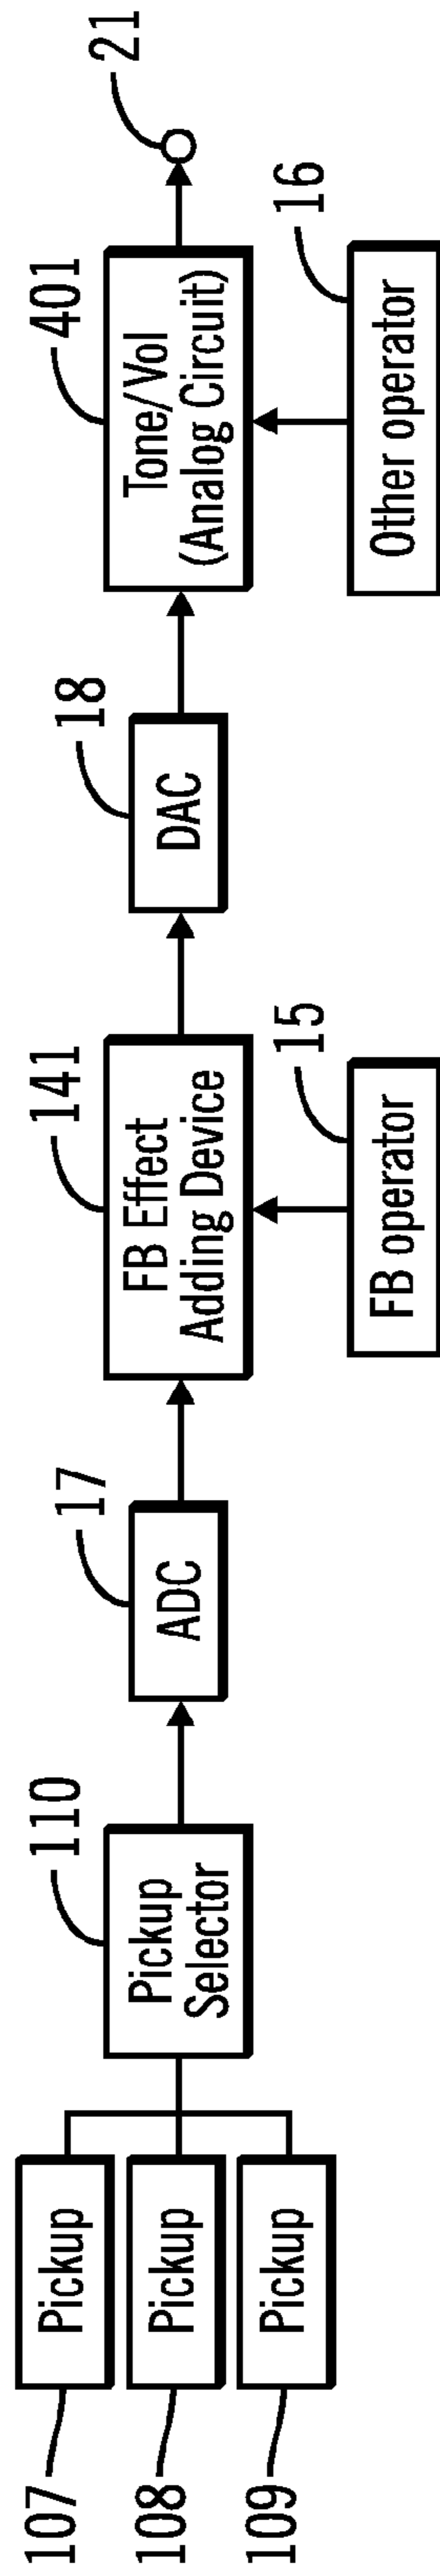 107
Pickup
108
Pickup
109
Pickup
110
Pickup
Selector
17
ADC
141
FB Effect
Adding Device
15
FB operator
18
DAC
401
Tone/Vol
(Analog Circuit)
16
Other operator
21